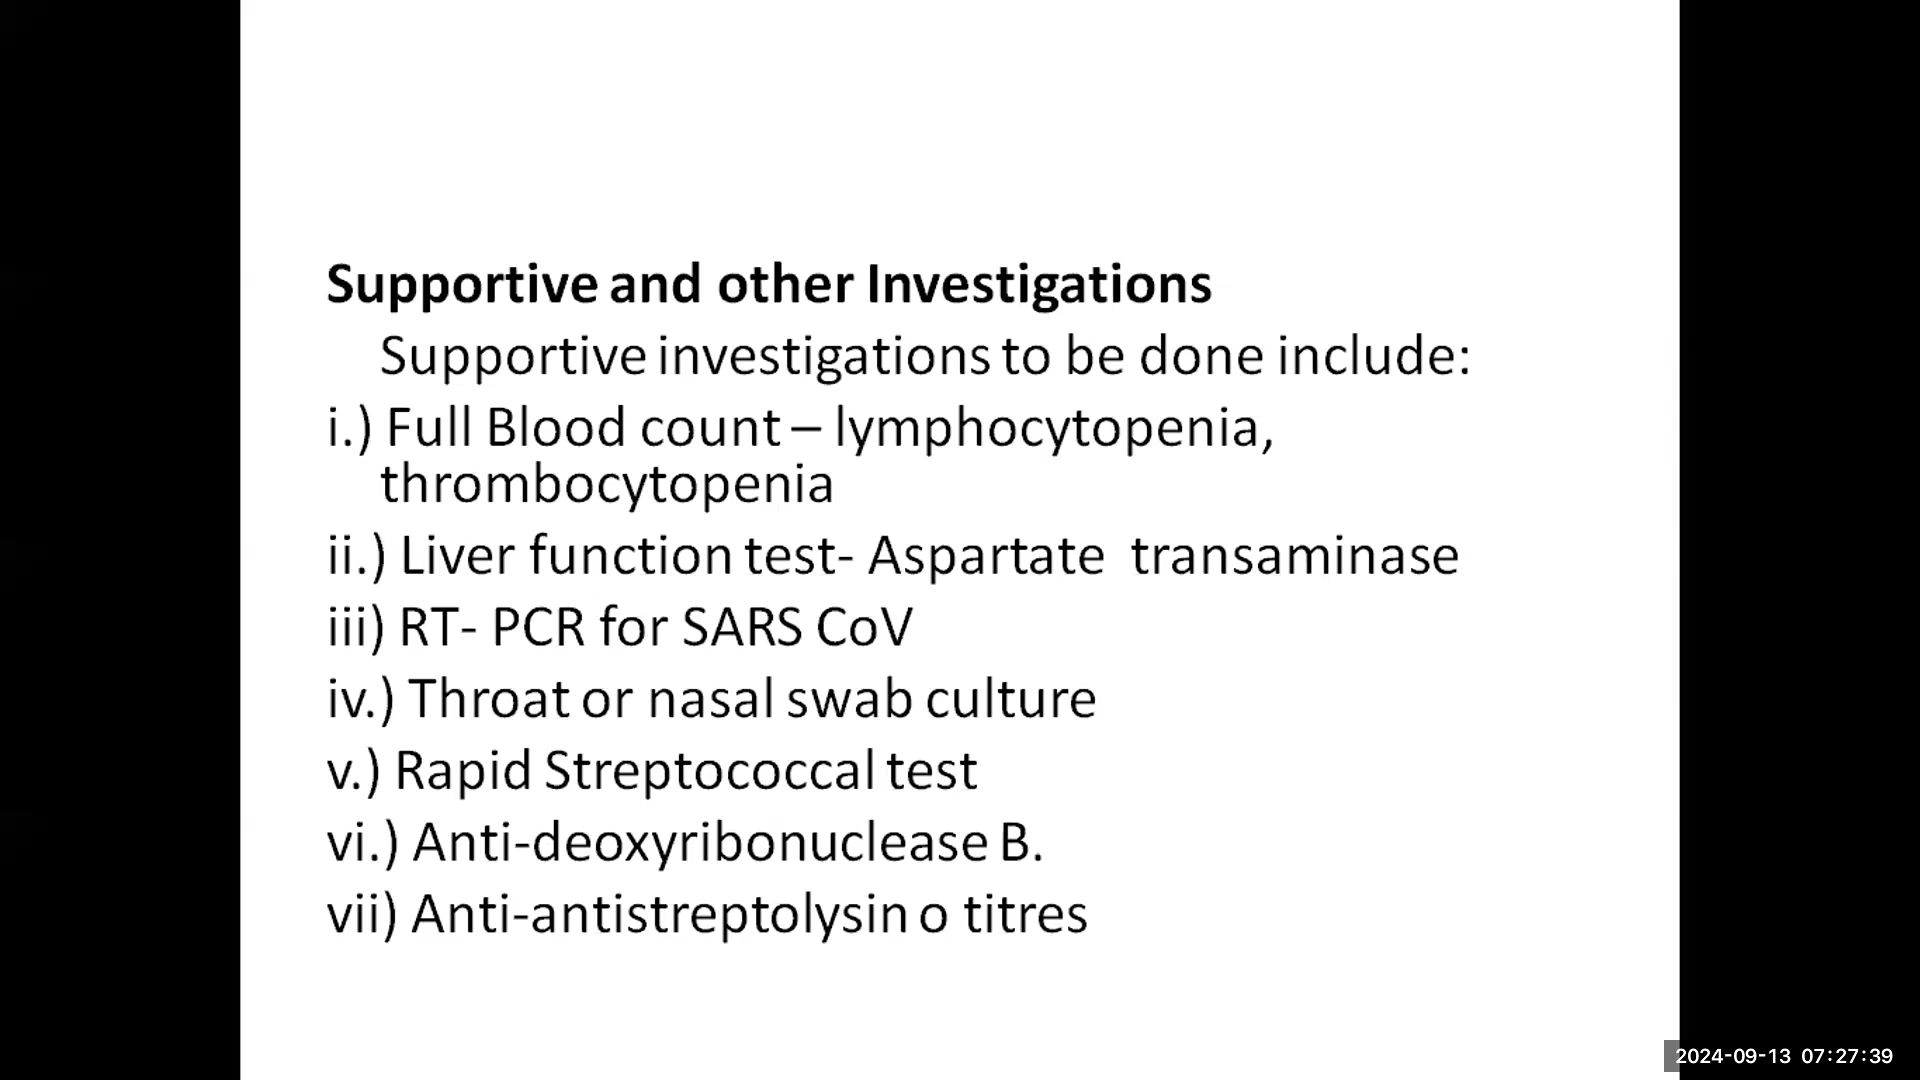 Supportive and other Investigations
Supportive investigations to be done include:
i.) Full Blood count – lymphocytopenia,
thrombocytopenia
ii.) Liver function test- Aspartate  transaminase
iii) RT- PCR for SARS CoV
iv.) Throat or nasal swab culture
v.) Rapid Streptococcal test
vi.) Anti-deoxyribonuclease B.
vii) Anti-antistreptolysin o titres
2024-09-13 07:27:39